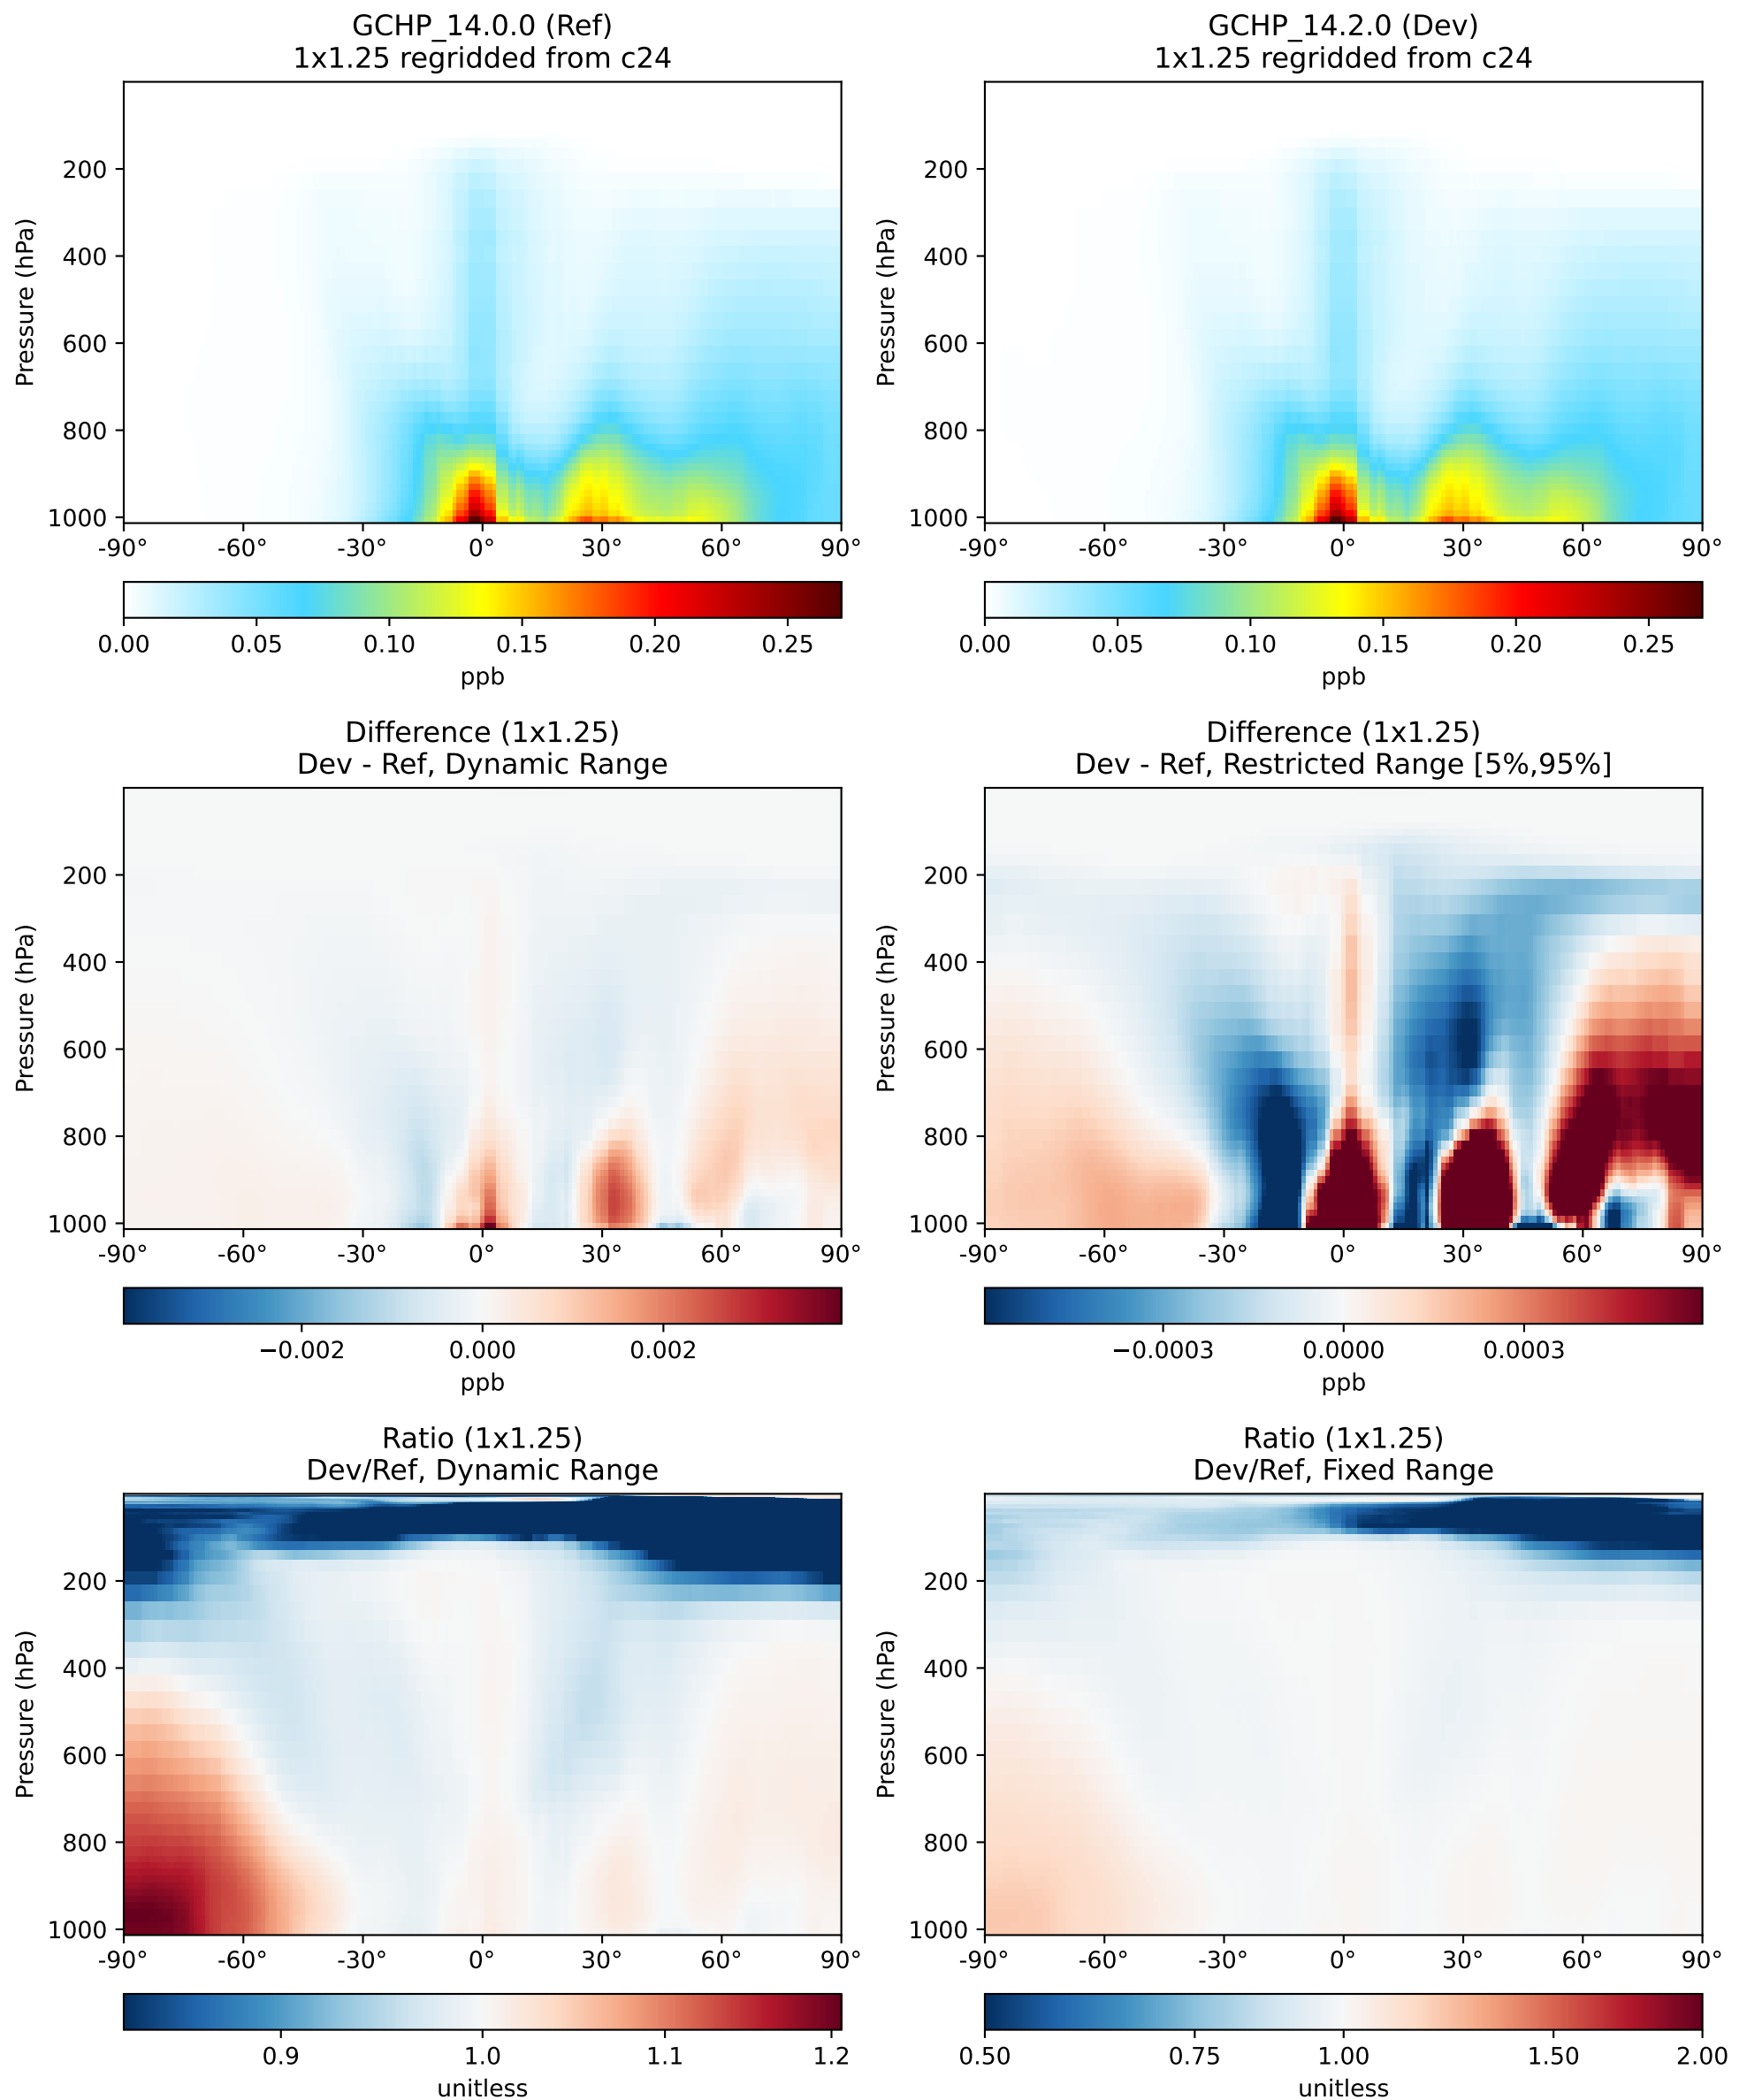 GCHP_14.0.0 (Ref)
1x1.25 regridded from c24
Pressure (hPa)
200
400
600
800
1000
-90° -60° -30° 0° 30° 60° 90°
0.00 0.05 0.10 0.15 0.20 0.25
ppb
GCHP_14.2.0 (Dev)
1x1.25 regridded from c24
Pressure (hPa)
200
400
600
800
1000
-90° -60° -30° 0° 30° 60° 90°
0.00 0.05 0.10 0.15 0.20 0.25
ppb
Difference (1x1.25)
Dev - Ref, Dynamic Range
Pressure (hPa)
200
400
600
800
1000
-90° -60° -30° 0° 30° 60° 90°
−0.002 0.000 0.002
ppb
Difference (1x1.25)
Dev - Ref, Restricted Range [5%,95%]
Pressure (hPa)
200
400
600
800
1000
-90° -60° -30° 0° 30° 60° 90°
−0.0003 0.0000 0.0003
ppb
Ratio (1x1.25)
Dev/Ref, Dynamic Range
Pressure (hPa)
200
400
600
800
1000
-90° -60° -30° 0° 30° 60° 90°
0.9 1.0 1.1 1.2
unitless
Ratio (1x1.25)
Dev/Ref, Fixed Range
Pressure (hPa)
200
400
600
800
1000
-90° -60° -30° 0° 30° 60° 90°
0.50 0.75 1.00 1.50 2.00
unitless